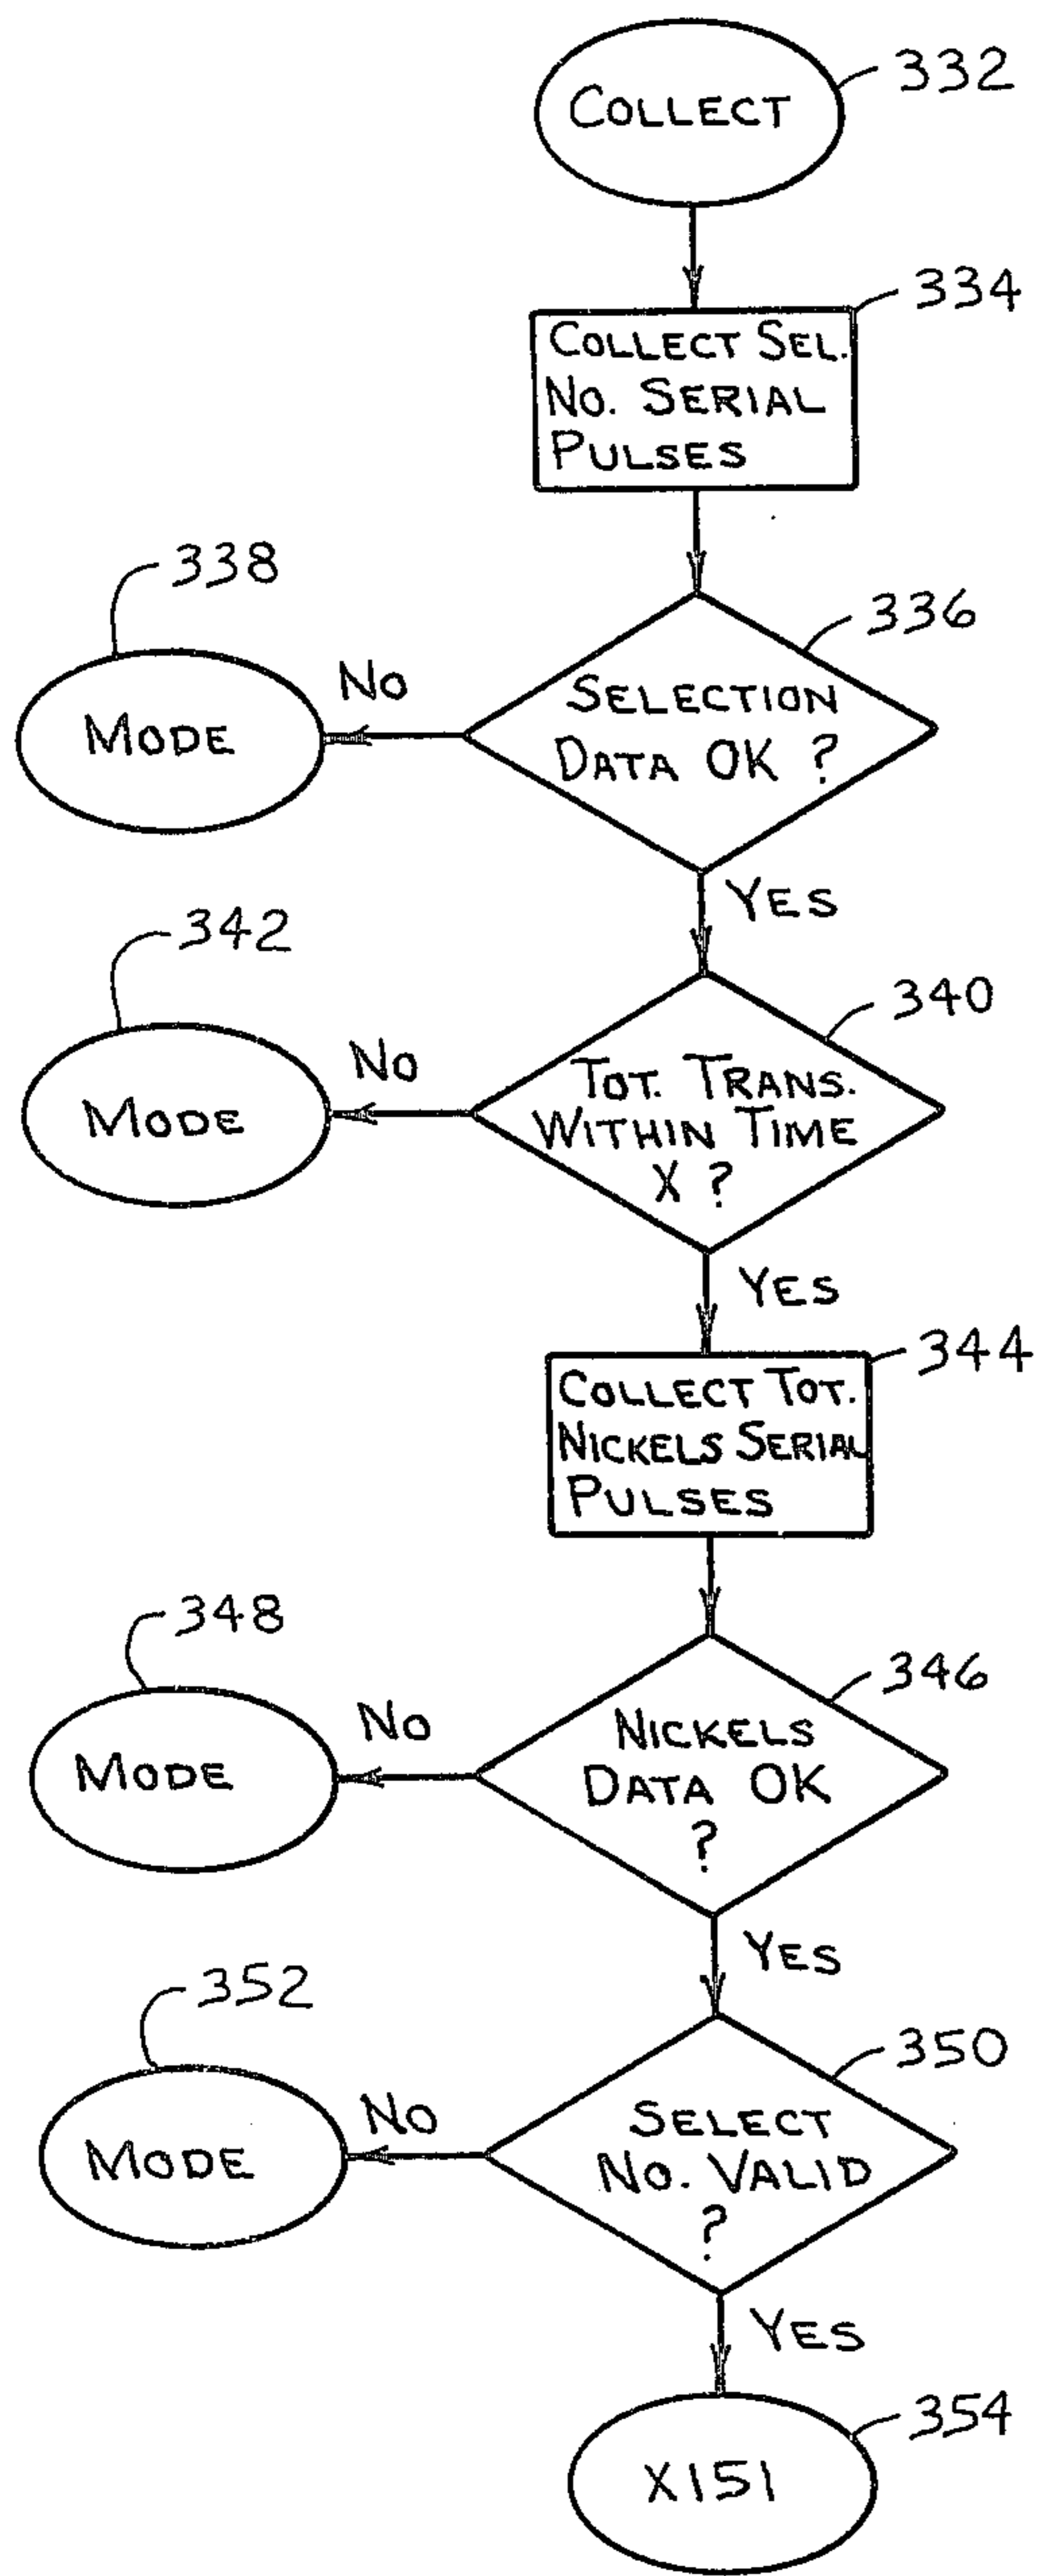 332
COLLECT
334
COLLECT SEL.
NO. SERIAL
PULSES
338
336
NO
MODE
SELECTION
DATA OK ?
YES
342
340
NO
MODE
TOT. TRANS.
WITHIN TIME
X ?
YES
344
COLLECT TOT.
NICKELS SERIAL
PULSES
348
346
NO
MODE
NICKELS
DATA OK
?
YES
352
350
NO
MODE
SELECT
NO. VALID
?
YES
354
X151